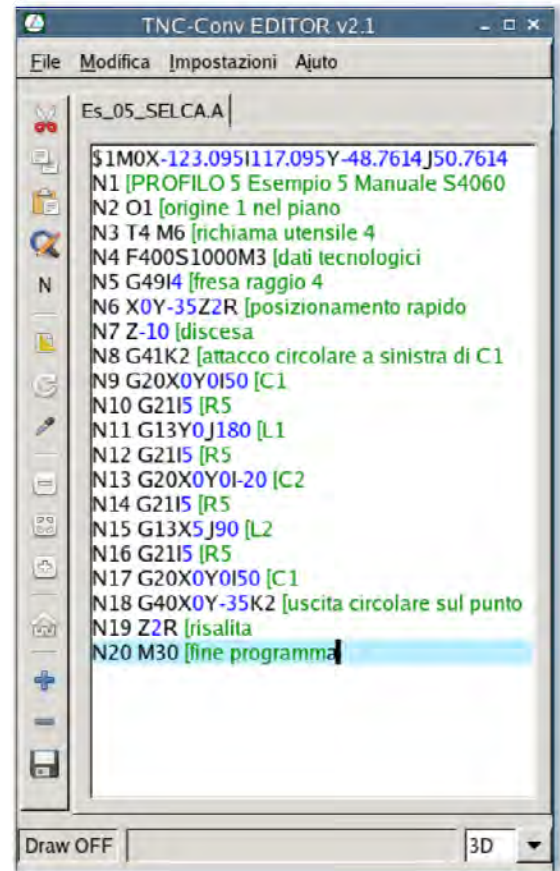 TNC-Conv EDITOR v2.1
File Modifica Impostazioni Aiuto
Es_05_SELCA.A
$1M0X-123.095I117.095Y-48.7614J50.7614
N1 [PROFILO 5 Esempio 5 Manuale S4060
N2 O1 [origine 1 nel piano
N3 T4 M6 [richiama utensile 4
N4 F400S1000M3 [dati tecnologici
N5 G49I4 [fresa raggio 4
N6 X0Y-35Z2R [posizionamento rapido
N7 Z-10 [discesa
N8 G41K2 [attacco circolare a sinistra di C1
N9 G20X0Y0I50 [C1
N10 G21I5 [R5
N11 G13Y0J180 [L1
N12 G21I5 [R5
N13 G20X0Y0I-20 [C2
N14 G21I5 [R5
N15 G13X5J90 [L2
N16 G21I5 [R5
N17 G20X0Y0I50 [C1
N18 G40X0Y-35K2 [uscita circolare sul punto
N19 Z2R [risalita
N20 M30 [fine programma
N
Draw OFF
3D